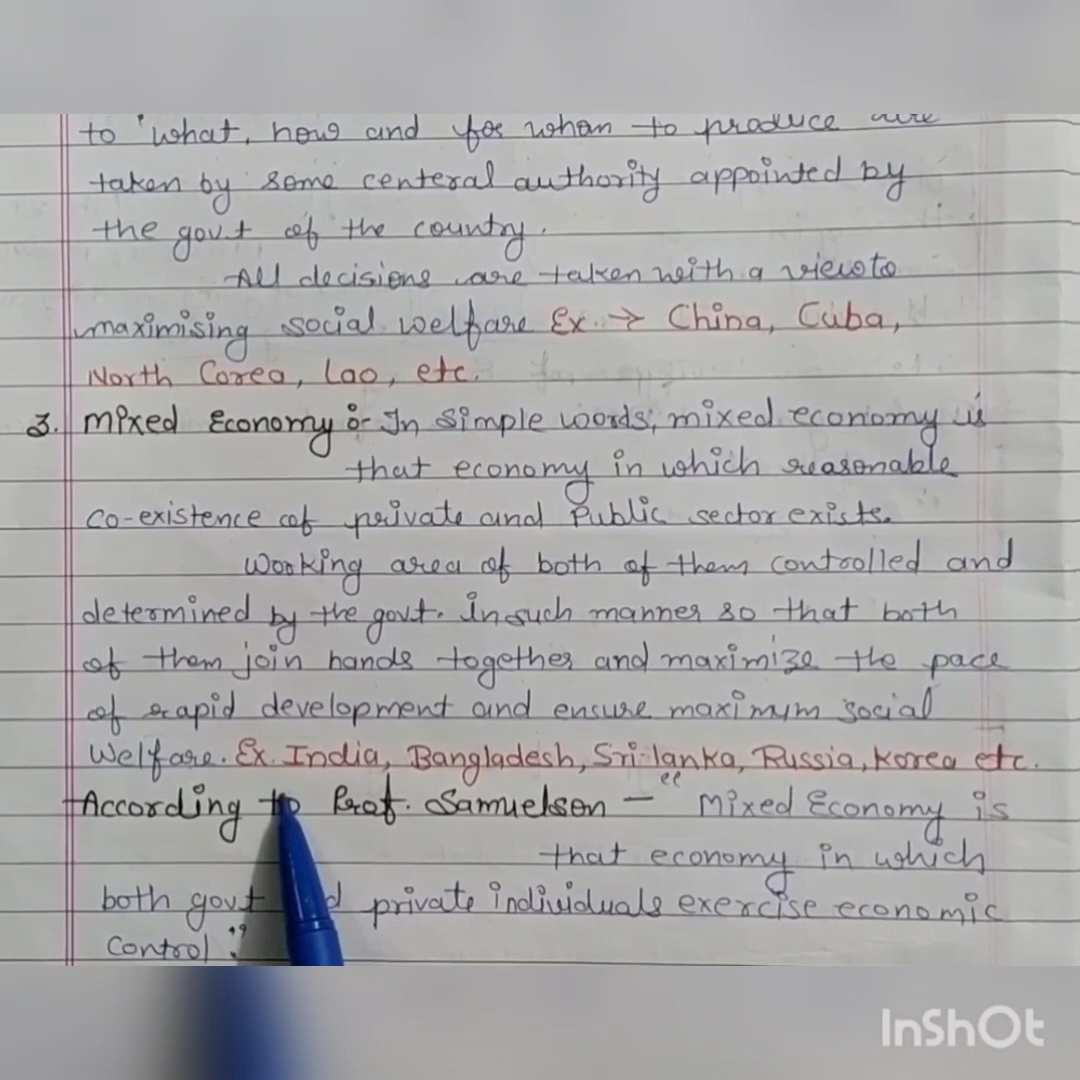 to 'what, how and for whom to produce are
taken by some centeral authority appointed by
the govt of the country.
All decisions are taken with a view to
maximising social welfare Ex. → China, Cuba,
North Corea, Lao, etc.
3. Mixed Economy :- In simple words, mixed economy is
that economy in which reasonable
co-existence of private and Public sector exists.
Working area of both of them controlled and
determined by the govt. in such manner so that both
of them join hands together and maximize the pace
of rapid development and ensure maximum social
welfare. Ex. India, Bangladesh, Sri-lanka, Russia, Korea etc.
According to Prof. Samuelson - "Mixed Economy is
that economy in which
both govt private individuals exercise economic
control."
InShOt